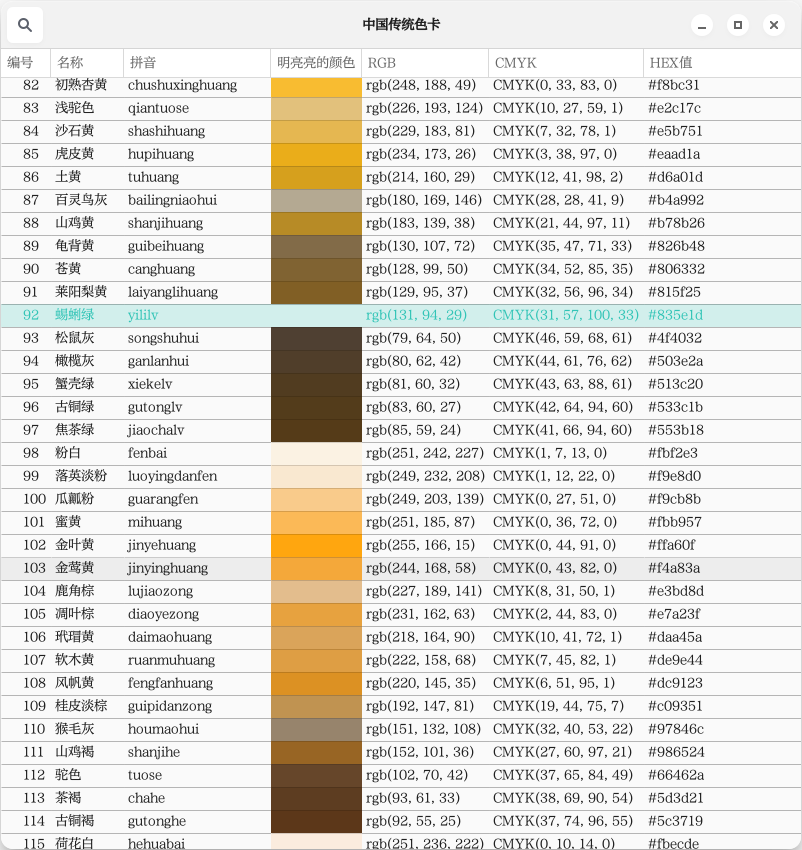 中国传统色卡
编号 名称 拼音 明亮亮的颜色 RGB CMYK HEX值
82 初熟杏黄 chushuxinghuang rgb(248, 188, 49) CMYK(0, 33, 83, 0) #f8bc31
83 浅驼色 qiantuose rgb(226, 193, 124) CMYK(10, 27, 59, 1) #e2c17c
84 沙石黄 shashihuang rgb(229, 183, 81) CMYK(7, 32, 78, 1) #e5b751
85 虎皮黄 hupihuang rgb(234, 173, 26) CMYK(3, 38, 97, 0) #eaad1a
86 土黄 tuhuang rgb(214, 160, 29) CMYK(12, 41, 98, 2) #d6a01d
87 百灵鸟灰 bailingniaohui rgb(180, 169, 146) CMYK(28, 28, 41, 9) #b4a992
88 山鸡黄 shanjihuang rgb(183, 139, 38) CMYK(21, 44, 97, 11) #b78b26
89 龟背黄 guibeihuang rgb(130, 107, 72) CMYK(35, 47, 71, 33) #826b48
90 苍黄 canghuang rgb(128, 99, 50) CMYK(34, 52, 85, 35) #806332
91 莱阳梨黄 laiyanglihuang rgb(129, 95, 37) CMYK(32, 56, 96, 34) #815f25
92 蜴蜊绿 yililv rgb(131, 94, 29) CMYK(31, 57, 100, 33) #835e1d
93 松鼠灰 songshuhui rgb(79, 64, 50) CMYK(46, 59, 68, 61) #4f4032
94 橄榄灰 ganlanhui rgb(80, 62, 42) CMYK(44, 61, 76, 62) #503e2a
95 蟹壳绿 xiekelv rgb(81, 60, 32) CMYK(43, 63, 88, 61) #513c20
96 古铜绿 gutonglv rgb(83, 60, 27) CMYK(42, 64, 94, 60) #533c1b
97 焦茶绿 jiaochalv rgb(85, 59, 24) CMYK(41, 66, 94, 60) #553b18
98 粉白 fenbai rgb(251, 242, 227) CMYK(1, 7, 13, 0) #fbf2e3
99 落英淡粉 luoyingdanfen rgb(249, 232, 208) CMYK(1, 12, 22, 0) #f9e8d0
100 瓜瓤粉 guarangfen rgb(249, 203, 139) CMYK(0, 27, 51, 0) #f9cb8b
101 蜜黄 mihuang rgb(251, 185, 87) CMYK(0, 36, 72, 0) #fbb957
102 金叶黄 jinyehuang rgb(255, 166, 15) CMYK(0, 44, 91, 0) #ffa60f
103 金莺黄 jinyinghuang rgb(244, 168, 58) CMYK(0, 43, 82, 0) #f4a83a
104 鹿角棕 lujiaozong rgb(227, 189, 141) CMYK(8, 31, 50, 1) #e3bd8d
105 凋叶棕 diaoyezong rgb(231, 162, 63) CMYK(2, 44, 83, 0) #e7a23f
106 玳瑁黄 daimaohuang rgb(218, 164, 90) CMYK(10, 41, 72, 1) #daa45a
107 软木黄 ruanmuhuang rgb(222, 158, 68) CMYK(7, 45, 82, 1) #de9e44
108 风帆黄 fengfanhuang rgb(220, 145, 35) CMYK(6, 51, 95, 1) #dc9123
109 桂皮淡棕 guipidanzong rgb(192, 147, 81) CMYK(19, 44, 75, 7) #c09351
110 猴毛灰 houmaohui rgb(151, 132, 108) CMYK(32, 40, 53, 22) #97846c
111 山鸡褐 shanjihe rgb(152, 101, 36) CMYK(27, 60, 97, 21) #986524
112 驼色 tuose rgb(102, 70, 42) CMYK(37, 65, 84, 49) #66462a
113 茶褐 chahe rgb(93, 61, 33) CMYK(38, 69, 90, 54) #5d3d21
114 古铜褐 gutonghe rgb(92, 55, 25) CMYK(37, 74, 96, 55) #5c3719
115 荷花白 hehuabai rgb(251, 236, 222) CMYK(0, 10, 14, 0) #fbecde